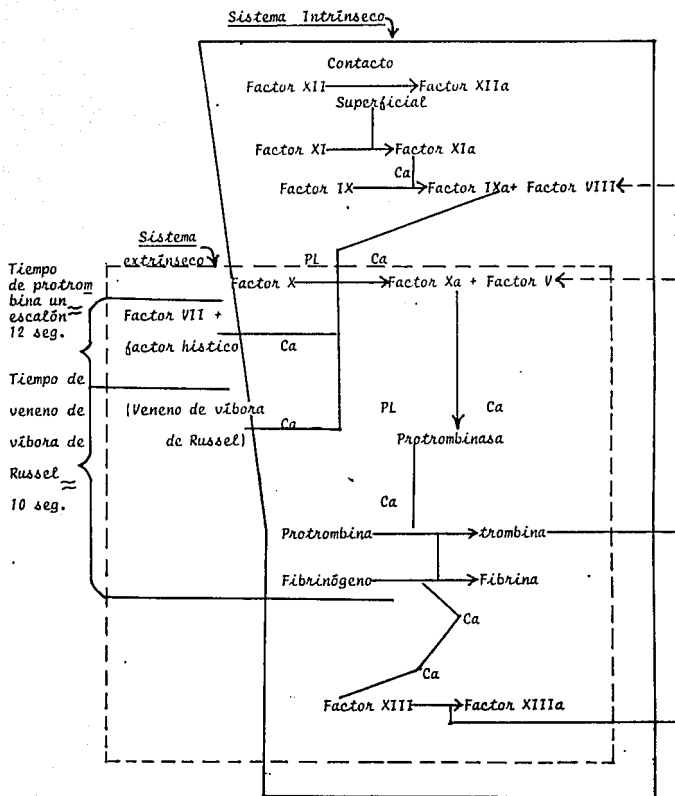 Sistema Intrínseco
Contacto
Factor XII Factor XIIa
Superficial
Factor XI Factor XIa
Ca
Factor IX Factor IXa+ Factor VIII
Sistema
extrínseco
PL Ca
Factor X Factor Xa + Factor V
Tiempo
de protrom
bina un
escalón
12 seg.
Factor VII +
factor hístico Ca
Tiempo de
veneno de
víbora de
Russel
10 seg.
(Veneno de víbora
de Russel) Ca
PL Ca
Protrombinasa
Ca
Protrombina trombina
Fibrinógeno Fibrina
Ca
Ca
Factor XIII Factor XIIIa